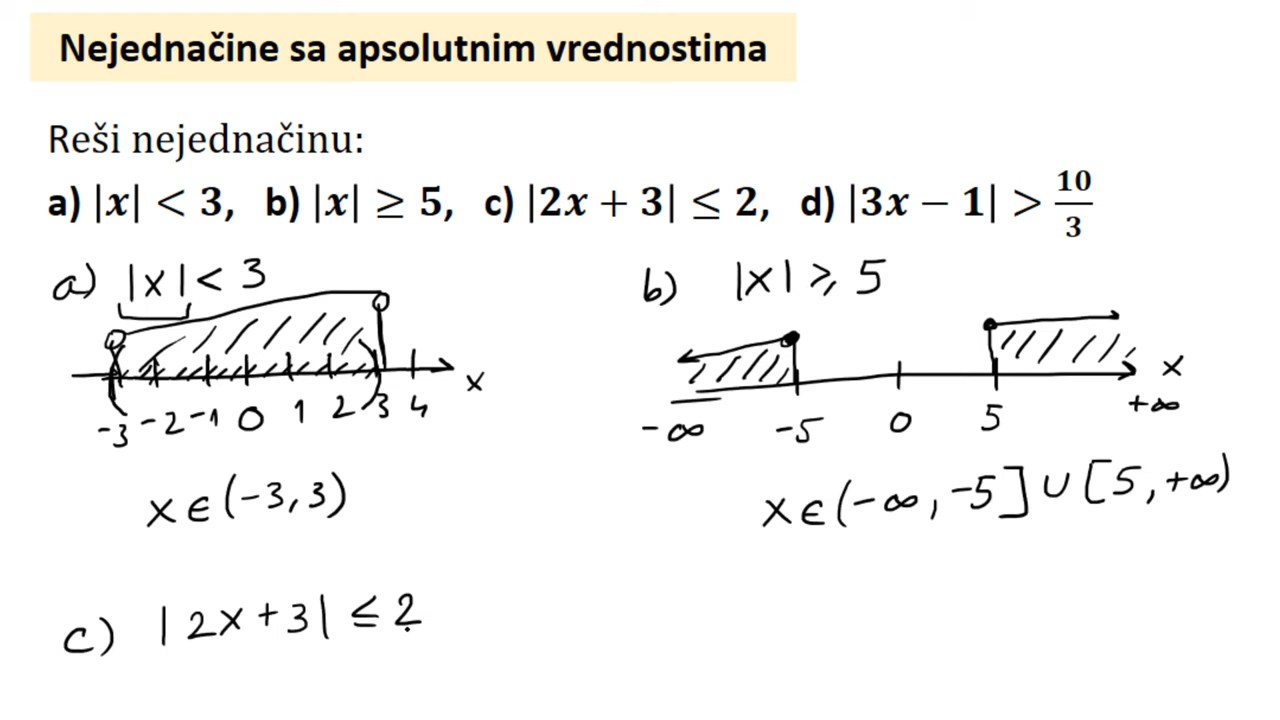 Nejednačine sa apsolutnim vrednostima
Reši nejednačinu:
a) |x| < 3, b) |x| ≥ 5, c) |2x + 3| ≤ 2, d) |3x − 1| > 10/3
a) |x| < 3
-3 -2 -1 0 1 2 3 4 x
x ∈ (-3, 3)
b) |x| ≥ 5
-∞ -5 0 5 +∞ x
x ∈ (-∞, -5] ∪ [5, +∞)
c) |2x + 3| ≤ 2